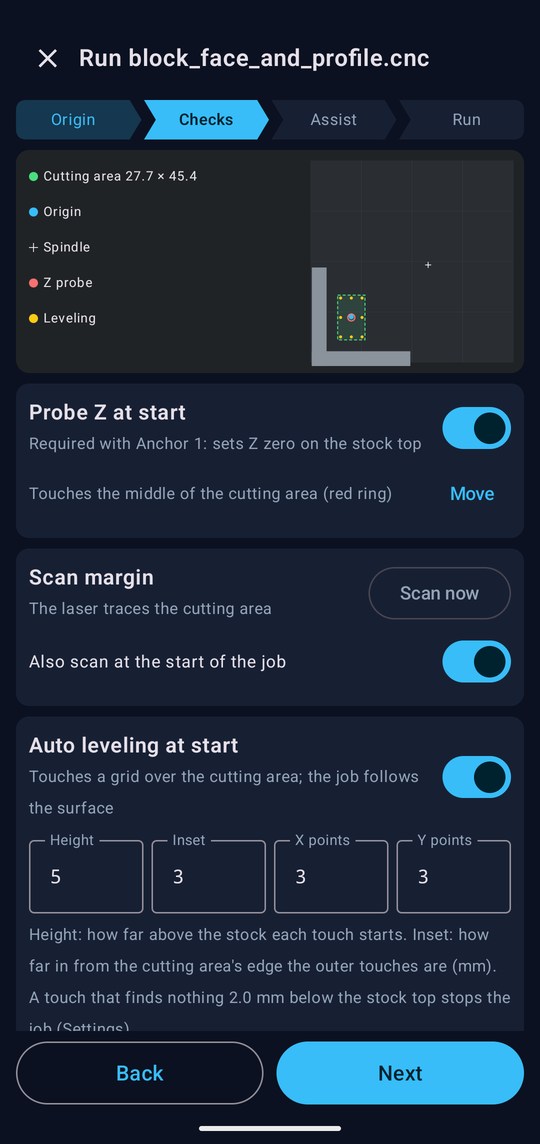 Run block_face_and_profile.cnc
Origin
Checks
Assist
Run
Cutting area 27.7 × 45.4
Origin
Spindle
Z probe
Leveling
Probe Z at start
Required with Anchor 1: sets Z zero on the stock top
Touches the middle of the cutting area (red ring)
Move
Scan margin
The laser traces the cutting area
Scan now
Also scan at the start of the job
Auto leveling at start
Touches a grid over the cutting area; the job follows
the surface
Height
Inset
X points
Y points
5
3
3
3
Height: how far above the stock each touch starts. Inset: how
far in from the cutting area's edge the outer touches are (mm).
A touch that finds nothing 2.0 mm below the stock top stops the
job (Settings)
Back
Next